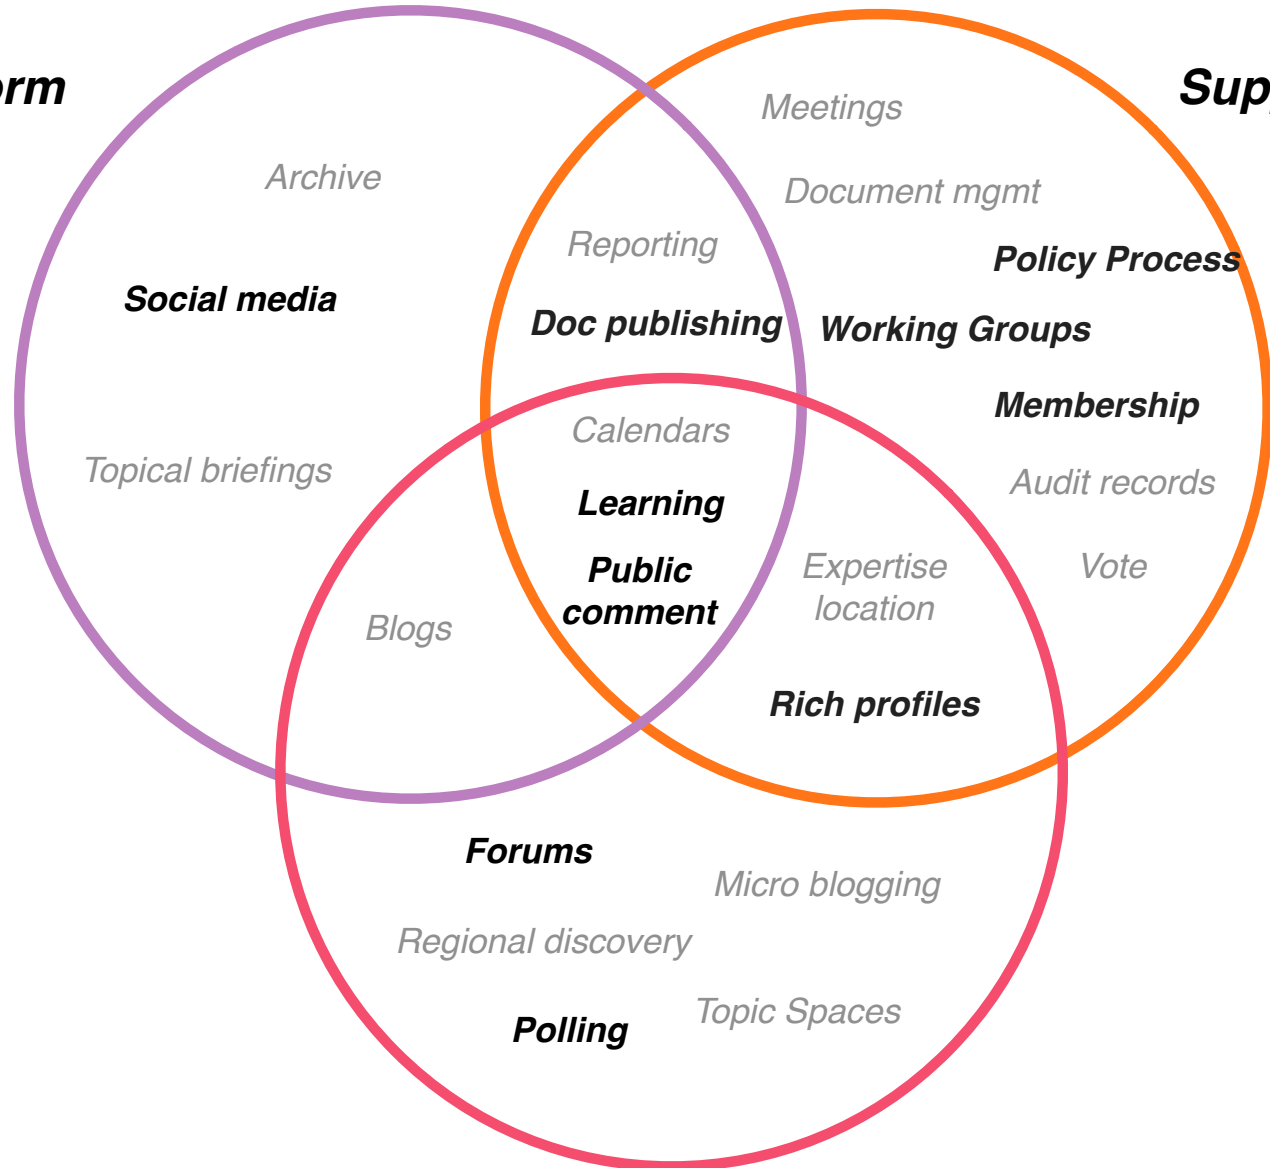 orm
Sup
Meetings
Archive
Document mgmt
Reporting
Policy Process
Social media
Doc publishing
Working Groups
Membership
Calendars
Topical briefings
Audit records
Learning
Expertise
location
Vote
Public
comment
Blogs
Rich profiles
Forums
Micro blogging
Regional discovery
Topic Spaces
Polling